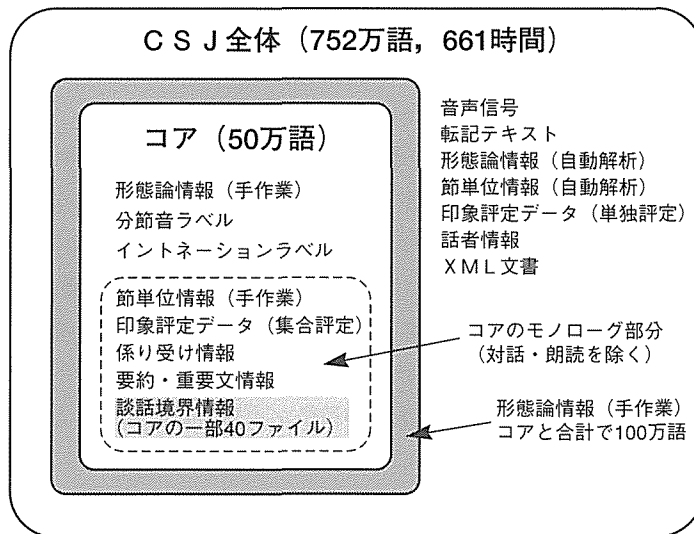 CSJ全体（752万語，661時間）
コア（50万語）
形態論情報（手作業）
分節音ラベル
イントネーションラベル
節単位情報（手作業）
印象評定データ（集合評定）
係り受け情報
要約・重要文情報
談話境界情報
（コアの一部40ファイル）
音声信号
転記テキスト
形態論情報（自動解析）
節単位情報（自動解析）
印象評定データ（単独評定）
話者情報
XML文書
コアのモノローグ部分
（対話・朗読を除く）
形態論情報（手作業）
コアと合計で100万語